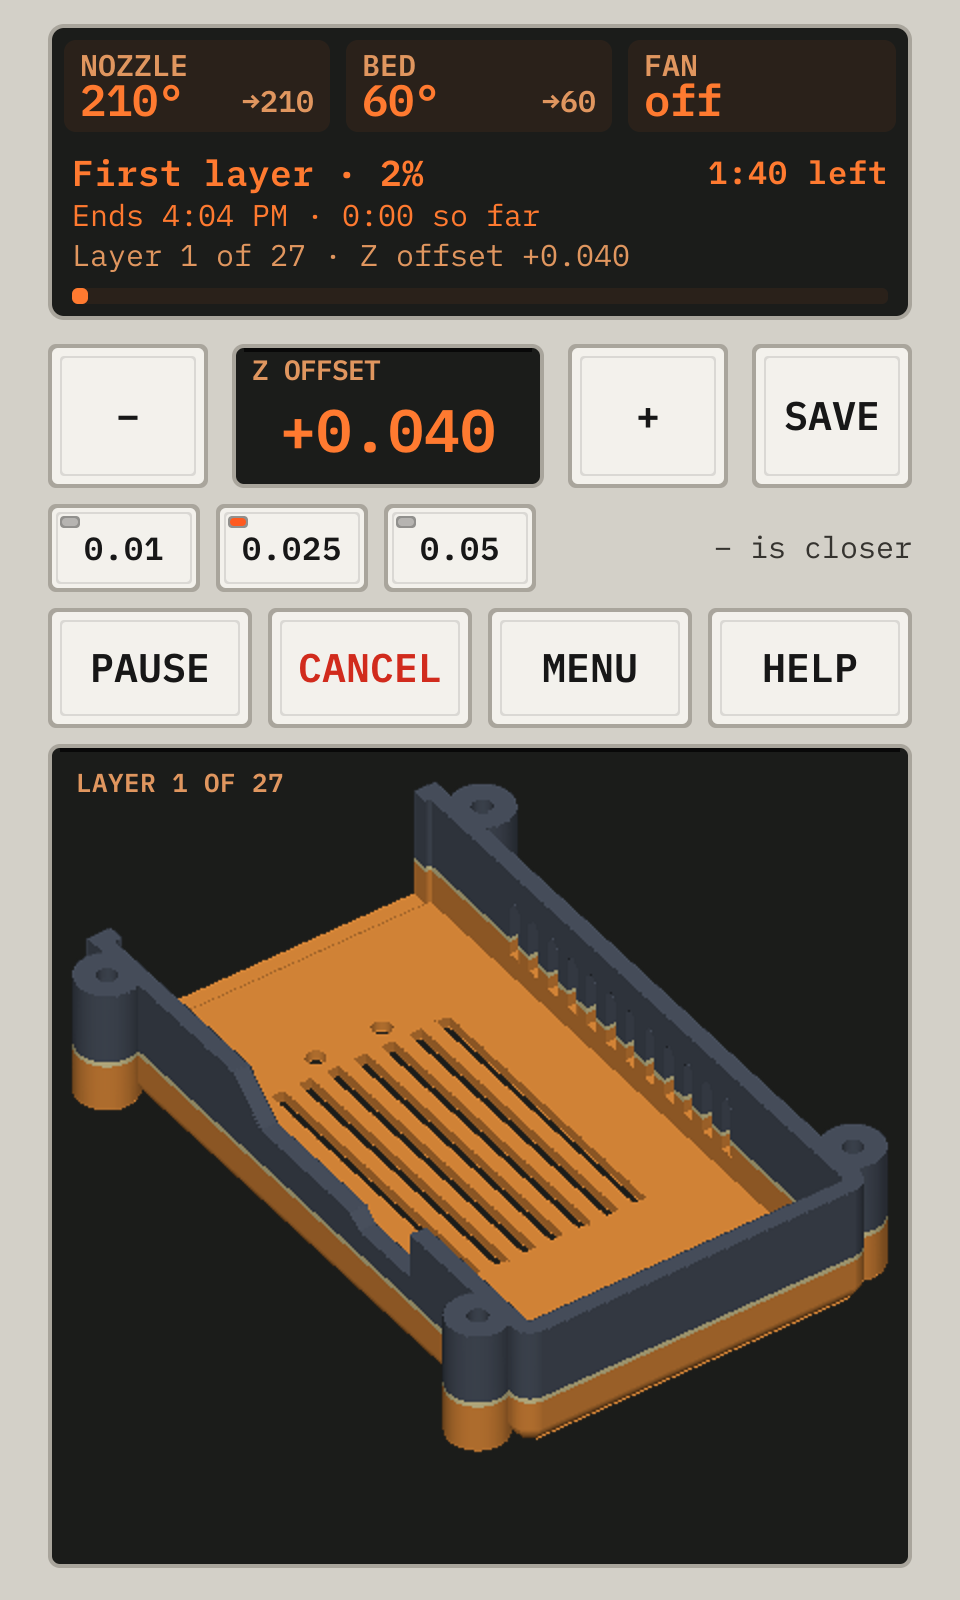 NOZZLE
210° →210
BED
60° →60
FAN
off
First layer · 2% 1:40 left
Ends 4:04 PM · 0:00 so far
Layer 1 of 27 · Z offset +0.040
−
Z OFFSET
+0.040
+
SAVE
0.01
0.025
0.05
− is closer
PAUSE
CANCEL
MENU
HELP
LAYER 1 OF 27